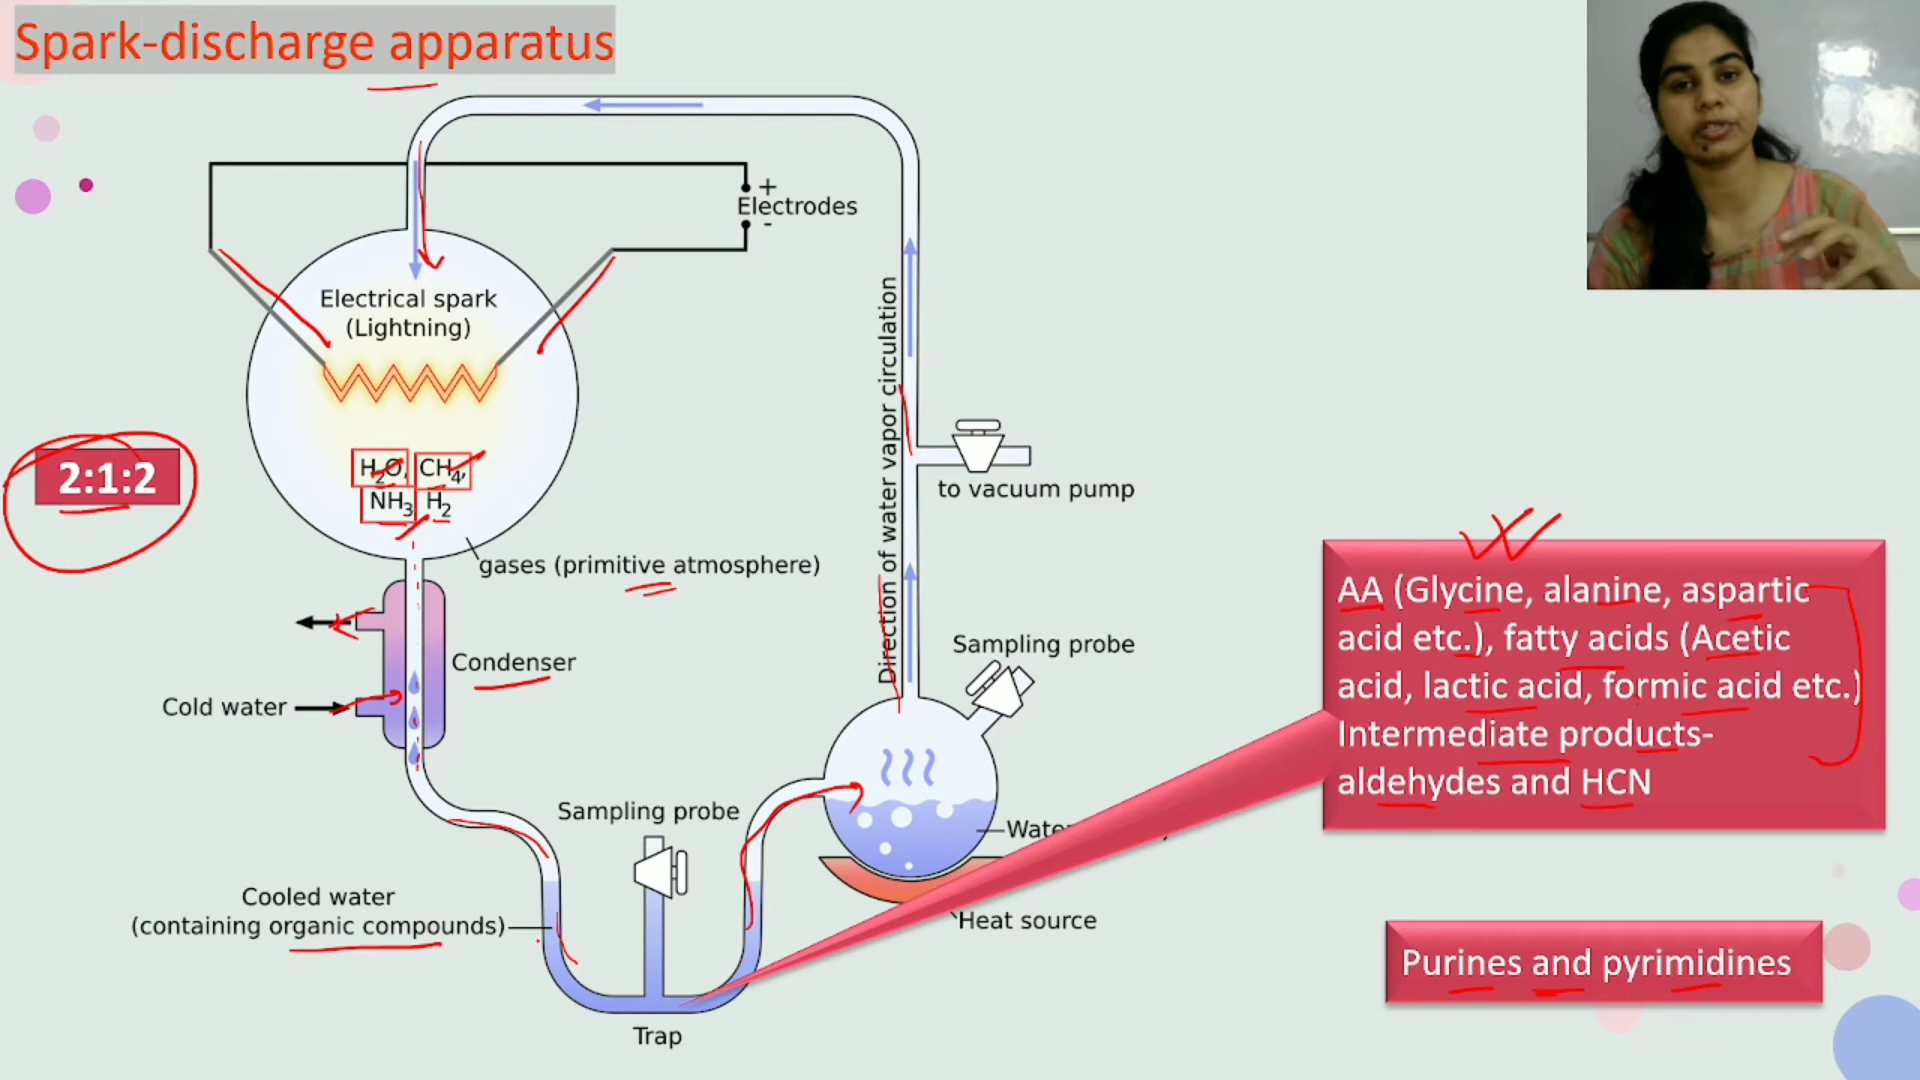 Spark-discharge apparatus
+
Electrodes
-
Electrical spark
(Lightning)
2:1:2
H2O, CH4,
NH3 H2
gases (primitive atmosphere)
Direction of water vapor circulation
to vacuum pump
Condenser
Cold water
Sampling probe
Sampling probe
Cooled water
(containing organic compounds)
Trap
Heat source
AA (Glycine, alanine, aspartic
acid etc.), fatty acids (Acetic
acid, lactic acid, formic acid etc.)
Intermediate products-
aldehydes and HCN
Purines and pyrimidines